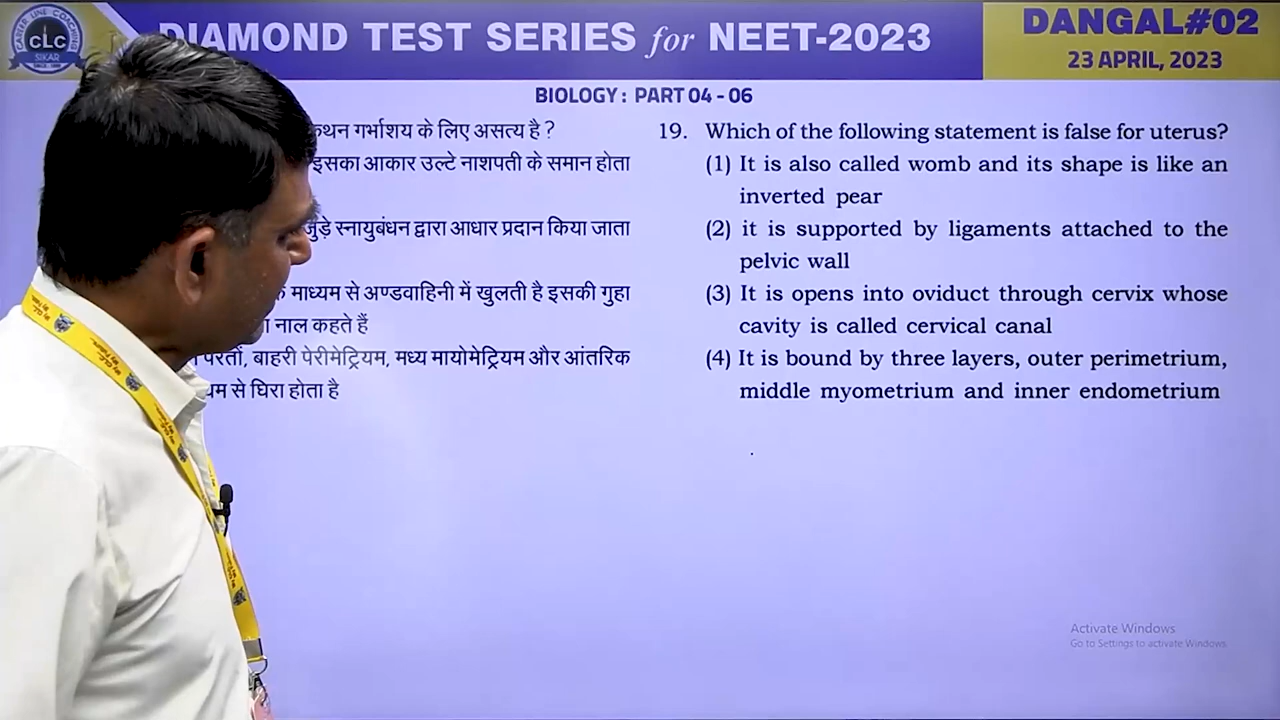 CAREER LINE COACHING
CLC
SIKAR
DIAMOND TEST SERIES for NEET-2023
DANGAL#02
23 APRIL, 2023
BIOLOGY : PART 04 - 06
कथन गर्भाशय के लिए असत्य है ?
इसका आकार उल्टे नाशपती के समान होता
जुड़े स्नायुबंधन द्वारा आधार प्रदान किया जाता
माध्यम से अण्डवाहिनी में खुलती है इसकी गुहा
नाल कहते हैं
परतों, बाहरी पेरीमेट्रियम, मध्य मायोमेट्रियम और आंतरिक
से घिरा होता है
19. Which of the following statement is false for uterus?
(1) It is also called womb and its shape is like an
inverted pear
(2) it is supported by ligaments attached to the
pelvic wall
(3) It is opens into oviduct through cervix whose
cavity is called cervical canal
(4) It is bound by three layers, outer perimetrium,
middle myometrium and inner endometrium
Activate Windows
Go to Settings to activate Windows.